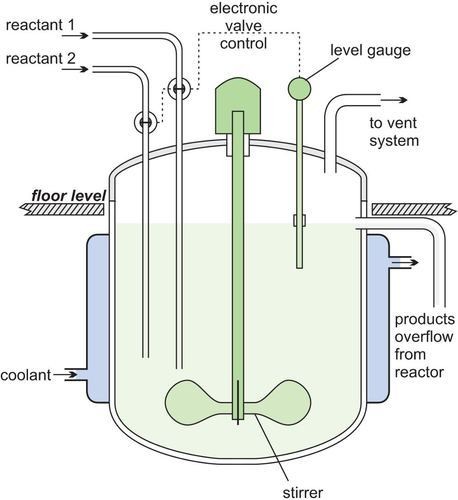 electronic
valve
control
reactant 1
reactant 2
level gauge
to vent
system
floor level
products
overflow
from
reactor
coolant
stirrer